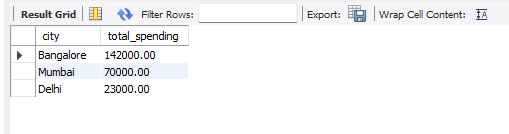 Result Grid Filter Rows: Export: Wrap Cell Content: IA
city total_spending
Bangalore 142000.00
Mumbai 70000.00
Delhi 23000.00